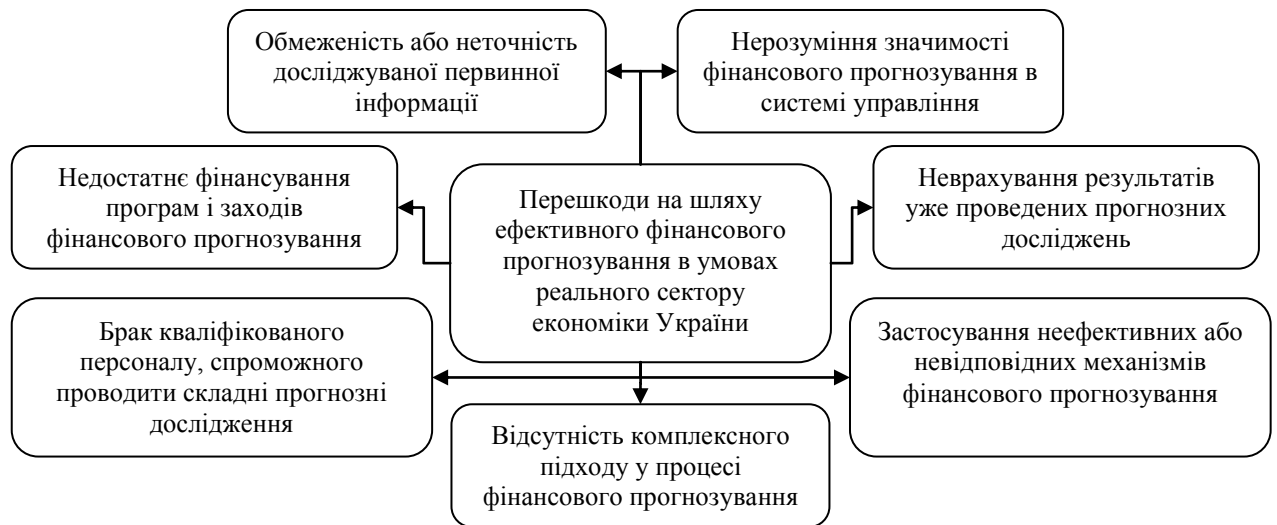 Обмеженість або неточність
досліджуваної первинної
інформації
Нерозуміння значимості
фінансового прогнозування в
системі управління
Недостатнє фінансування
програм і заходів
фінансового прогнозування
Перешкоди на шляху
ефективного фінансового
прогнозування в умовах
реального сектору
економіки України
Неврахування результатів
уже проведених прогнозних
досліджень
Брак кваліфікованого
персоналу, спроможного
проводити складні прогнозні
дослідження
Застосування неефективних або
невідповідних механізмів
фінансового прогнозування
Відсутність комплексного
підходу у процесі
фінансового прогнозування